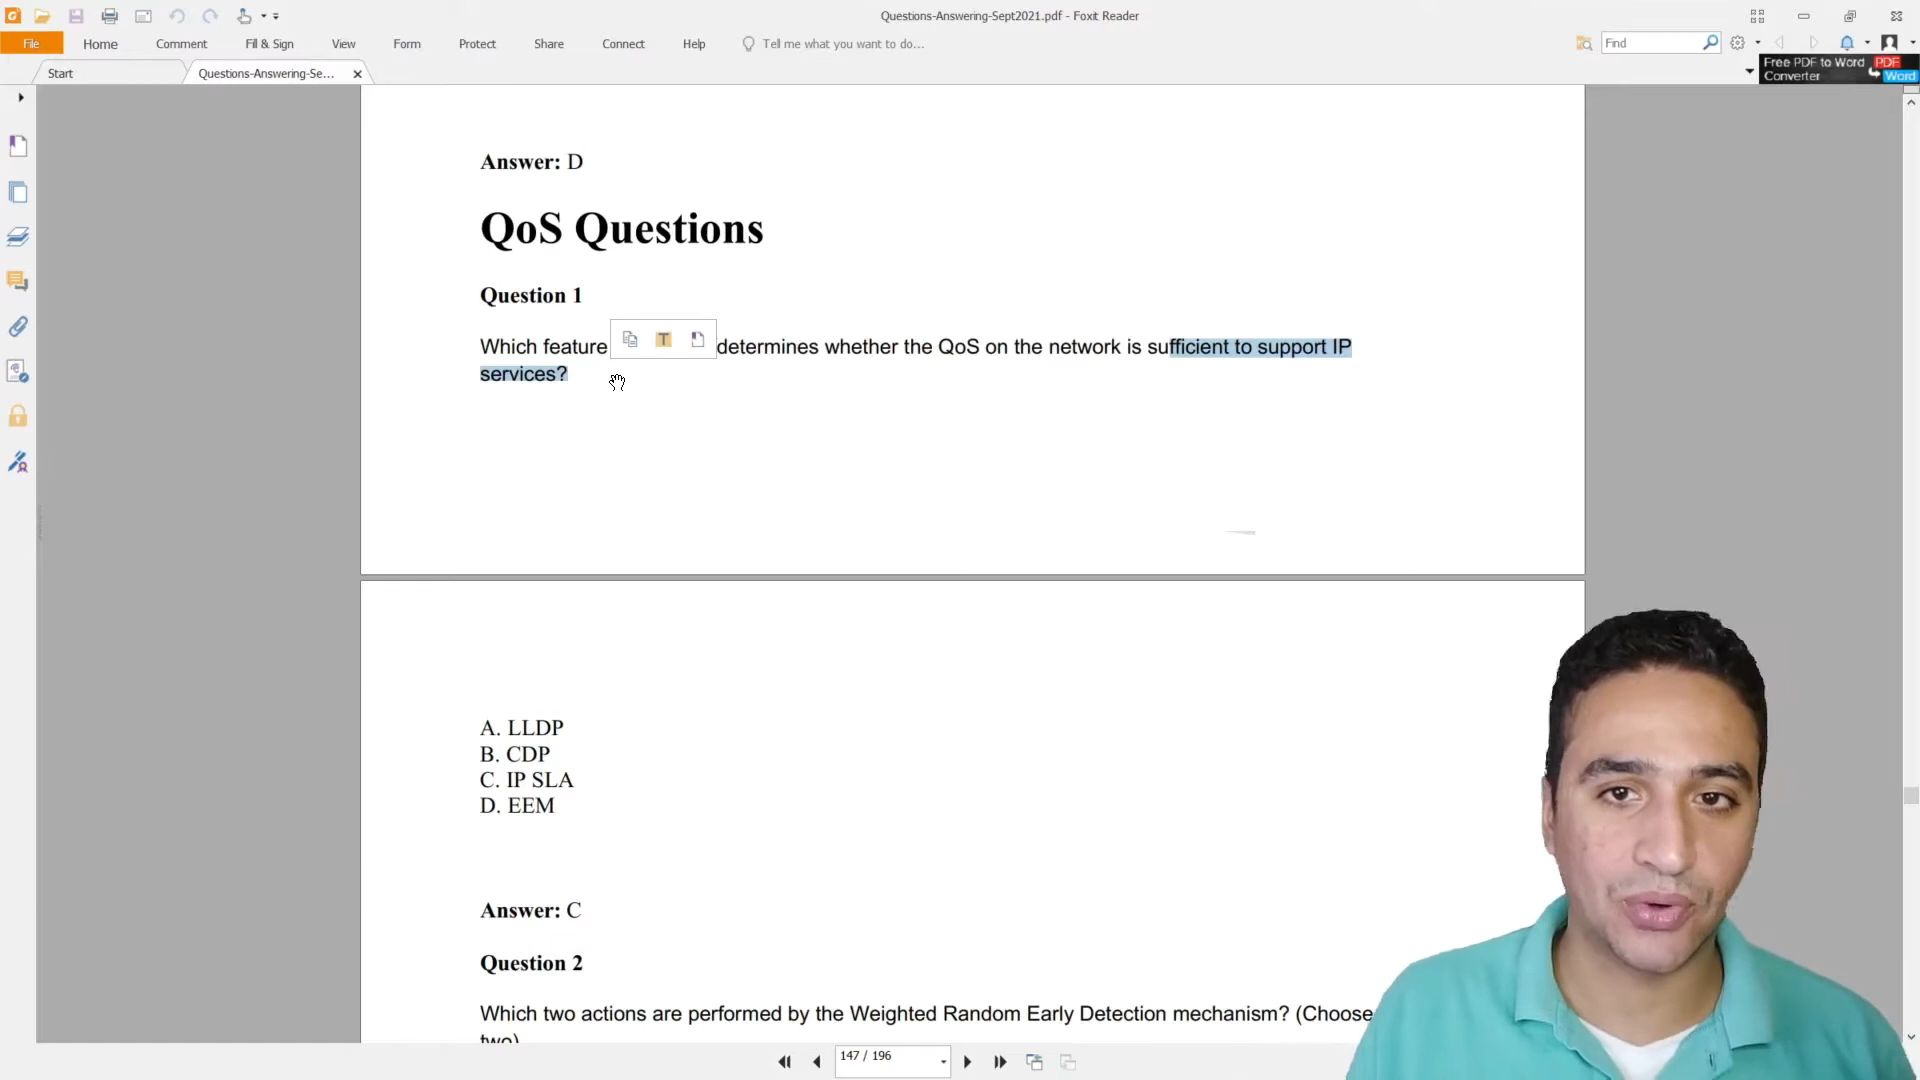 Questions-Answering-Sept2021.pdf - Foxit Reader
File Home Comment Fill & Sign View Form Protect Share Connect Help Tell me what you want to do... Find
Start Questions-Answering-Se...
Free PDF to Word Converter PDF Word
Answer: D
QoS Questions
Question 1
Which feature determines whether the QoS on the network is sufficient to support IP
services?
A. LLDP
B. CDP
C. IP SLA
D. EEM
Answer: C
Question 2
Which two actions are performed by the Weighted Random Early Detection mechanism? (Choose
two)
147 / 196